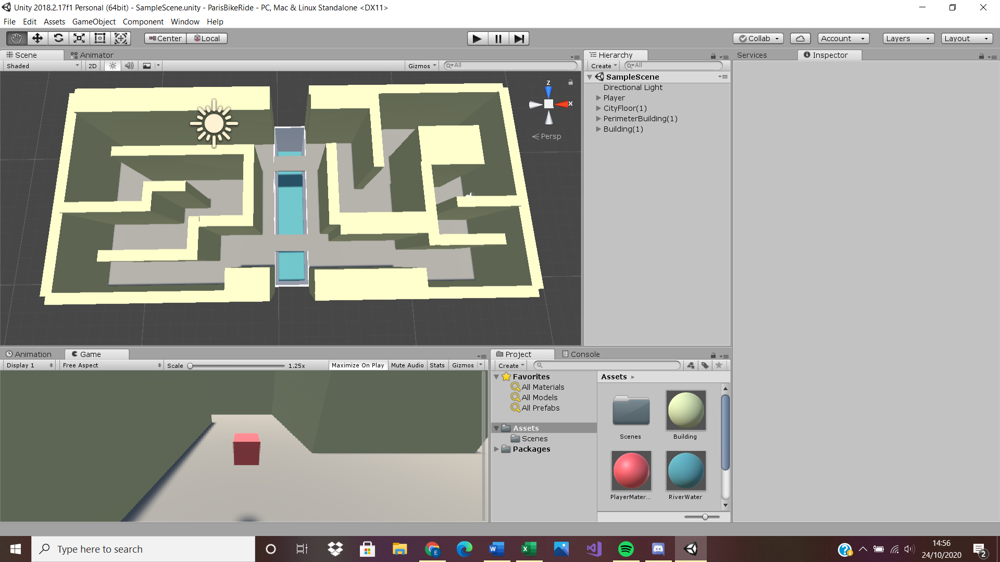 Unity 2018.2.17f1 Personal (64bit) - SampleScene.unity - ParisBikeRide - PC, Mac & Linux Standalone <DX11>
File Edit Assets GameObject Component Window Help
Center Local Collab Account Layers Layout
Scene Animator
Shaded 2D Gizmos All
z
x
Persp
Hierarchy
Create All
SampleScene
Directional Light
Player
CityFloor(1)
PerimeterBuilding(1)
Building(1)
Services Inspector
Animation Game
Display 1 Free Aspect Scale 1.25x Maximize On Play Mute Audio Stats Gizmos
Project Console
Create
Favorites
All Materials
All Models
All Prefabs
Assets
Scenes
Packages
Assets
Scenes
Building
PlayerMater...
RiverWater
Type here to search
14:56
24/10/2020
2